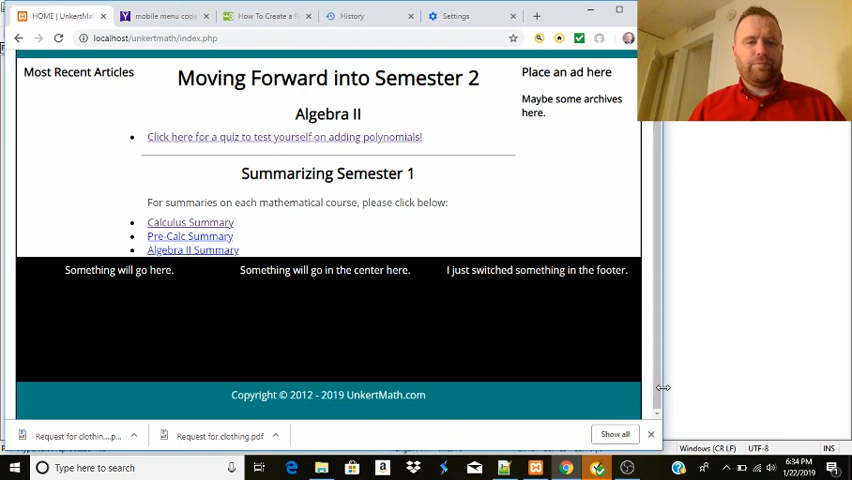 HOME | UnkertMa
mobile menu code
How To Create a R
History
Settings
localhost/unkertmath/index.php
Most Recent Articles
Moving Forward into Semester 2
Place an ad here
Maybe some archives
here.
Algebra II
Click here for a quiz to test yourself on adding polynomials!
Summarizing Semester 1
For summaries on each mathematical course, please click below:
Calculus Summary
Pre-Calc Summary
Algebra II Summary
Something will go here.
Something will go in the center here.
I just switched something in the footer.
Copyright © 2012 - 2019 UnkertMath.com
Request for clothin....p...
Request for clothing.pdf
Show all
Windows (CR LF)
UTF-8
INS
Type here to search
6:34 PM
1/22/2019